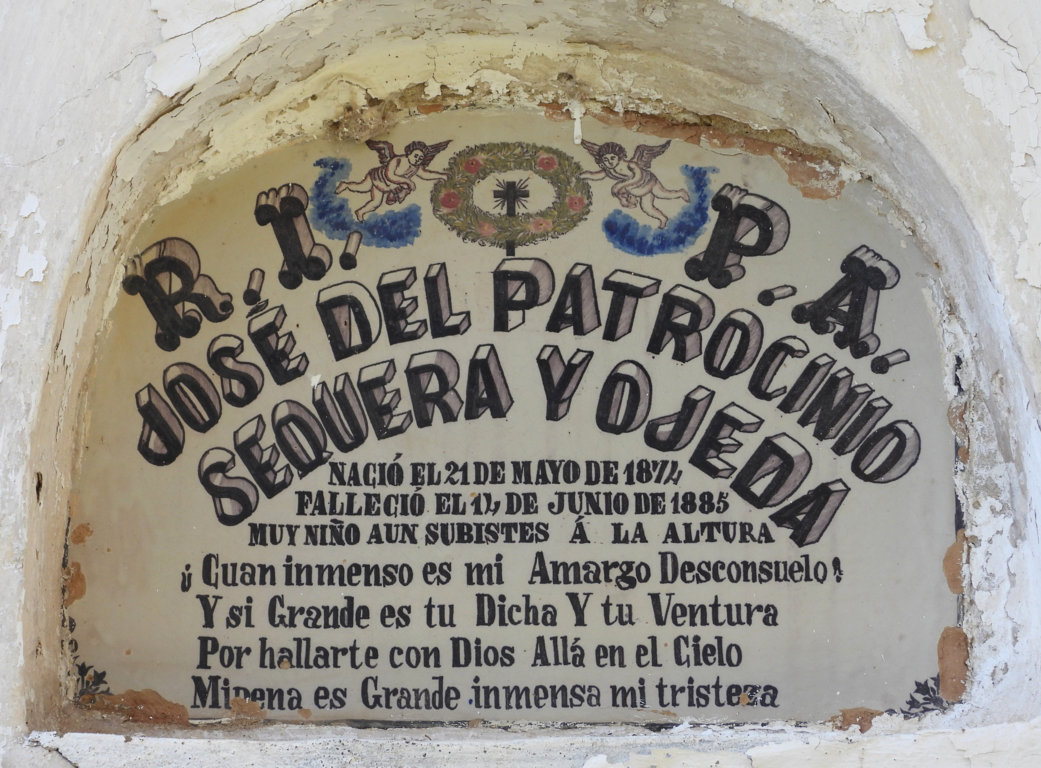 R. I. P. A.
JOSÉ DEL PATROCINIO
SEQUERA Y OJEDA
NACIÓ EL 21 DE MAYO DE 1874
FALLECIÓ EL 14 DE JUNIO DE 1885
MUY NIÑO AUN SUBISTES Á LA ALTURA
¡Cuan inmenso es mi Amargo Desconsuelo!
Y si Grande es tu Dicha Y tu Ventura
Por hallarte con Dios Allá en el Cielo
Mi pena es Grande inmensa mi tristeza